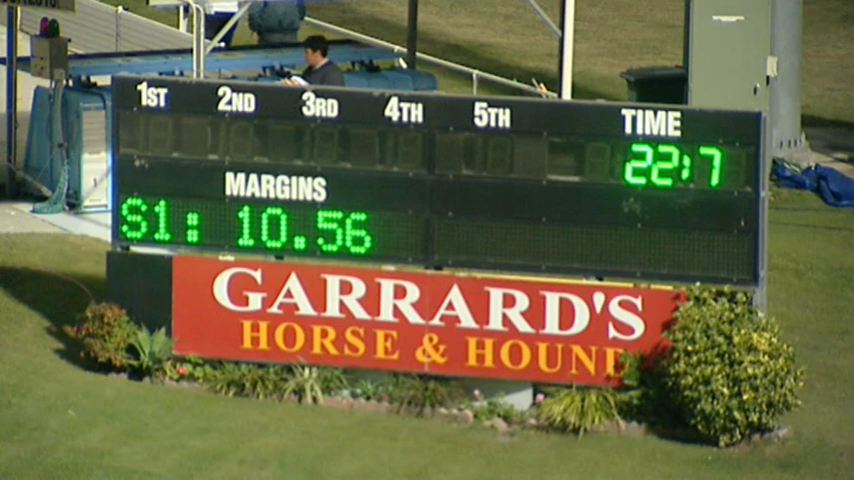 1ST 2ND 3RD 4TH 5TH TIME
22:7
MARGINS
S1: 10.56
GARRARD'S
HORSE & HOUND